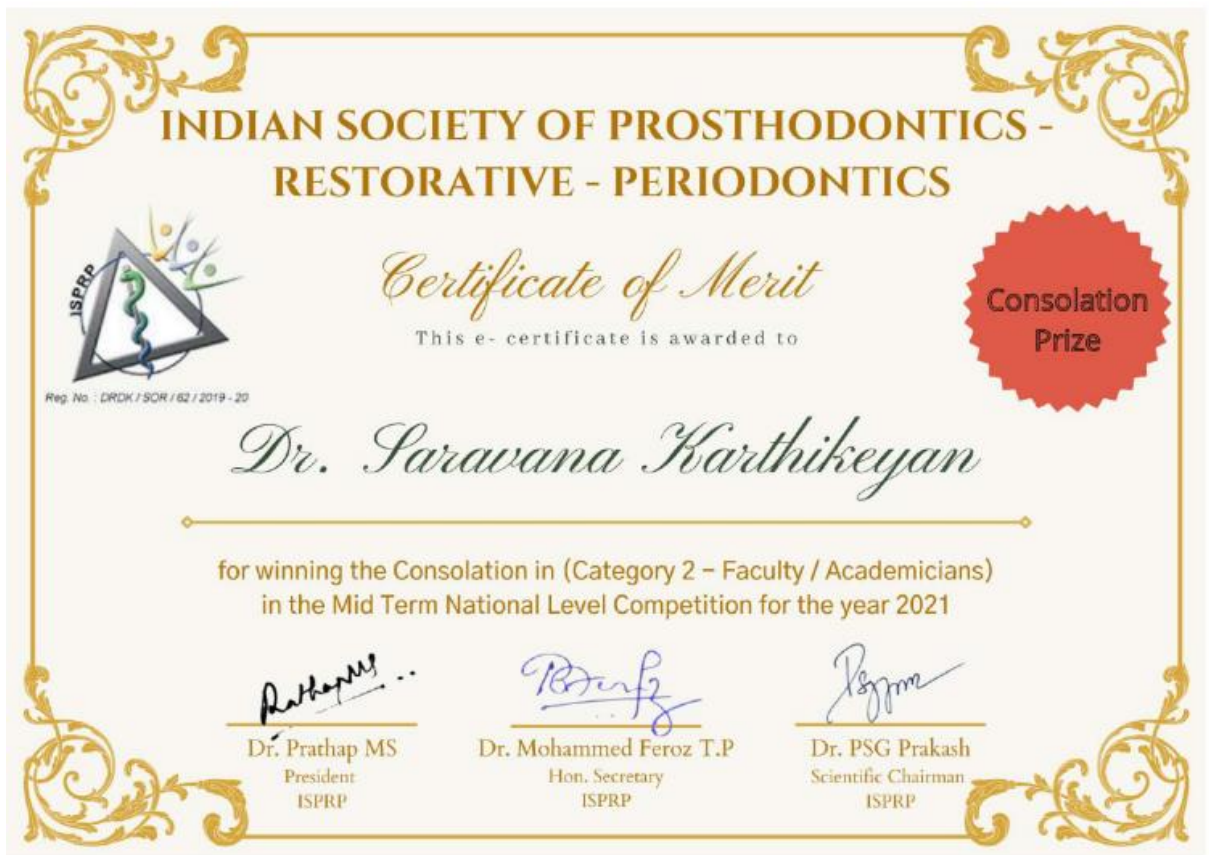 INDIAN SOCIETY OF PROSTHODONTICS -
RESTORATIVE - PERIODONTICS
ISPRP
Reg. No. : DRDK / SOR / 62 / 2019 - 20
Certificate of Merit
This e- certificate is awarded to
Consolation
Prize
Dr. Saravana Karthikeyan
for winning the Consolation in (Category 2 – Faculty / Academicians)
in the Mid Term National Level Competition for the year 2021
Dr. Prathap MS
President
ISPRP
Dr. Mohammed Feroz T.P
Hon. Secretary
ISPRP
Dr. PSG Prakash
Scientific Chairman
ISPRP